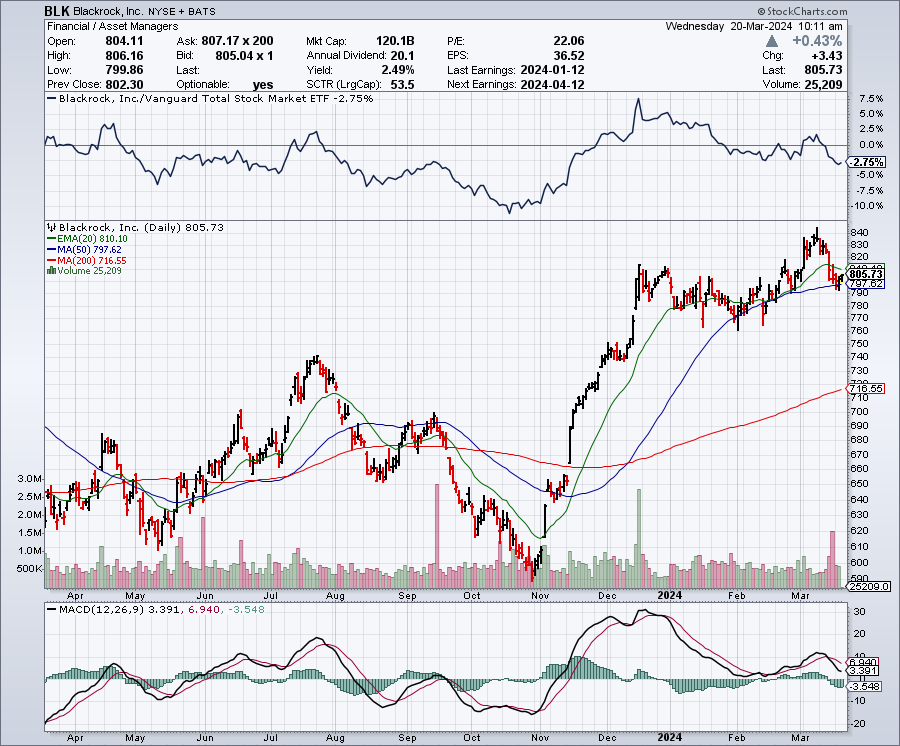 BLK Blackrock, Inc. NYSE + BATS © StockCharts.com
Financial / Asset Managers Wednesday 20-Mar-2024 10:11 am
Open: 804.11 Ask: 807.17 x 200 Mkt Cap: 120.1B P/E: 22.06 ▲ +0.43%
High: 806.16 Bid: 805.04 x 1 Annual Dividend: 20.1 EPS: 36.52 Chg: +3.43
Low: 799.86 Last: Yield: 2.49% Last Earnings: 2024-01-12 Last: 805.73
Prev Close: 802.30 Optionable: yes SCTR (LrgCap): 53.5 Next Earnings: 2024-04-12 Volume: 25,209
Blackrock, Inc./Vanguard Total Stock Market ETF -2.75%
7.5%
5.0%
2.5%
0.0%
-2.75%
-5.0%
-7.5%
-10.0%
Blackrock, Inc. (Daily) 805.73
EMA(20) 810.10
MA(50) 797.62
MA(200) 716.55
Volume 25,209
840
830
820
805.73
797.62
790
780
770
760
750
740
730
716.55
710
700
690
680
670
660
650
640
630
620
610
600
590
25209.0
3.0M
2.5M
2.0M
1.5M
1.0M
500K
Apr May Jun Jul Aug Sep Oct Nov Dec 2024 Feb Mar
MACD(12,26,9) 3.391, 6.940, -3.548
30
20
10
6.940
3.391
-3.548
-10
-20
Apr May Jun Jul Aug Sep Oct Nov Dec 2024 Feb Mar